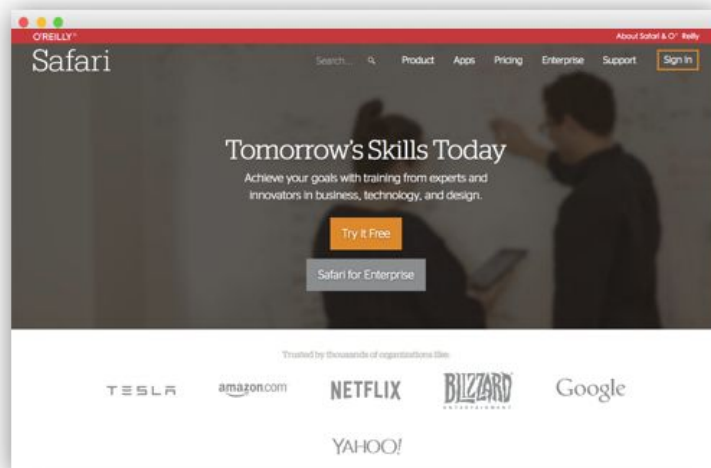 O'REILLY®
About Safari & O' Reilly
Safari
Search...
Product
Apps
Pricing
Enterprise
Support
Sign In
Tomorrow's Skills Today
Achieve your goals with training from experts and
innovators in business, technology, and design.
Try It Free
Safari for Enterprise
Trusted by thousands of organizations like:
TESLA
amazon.com
NETFLIX
BLIZZARD
ENTERTAINMENT
Google
YAHOO!